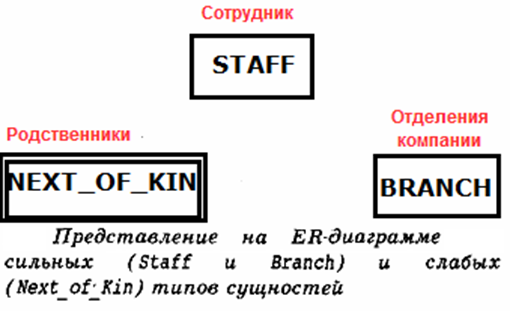 Сотрудник
STAFF
Родственники
NEXT_OF_KIN
Отделения
компании
BRANCH
Представление на ER-диаграмме
сильных (Staff и Branch) и слабых
(Next_of_Kin) типов сущностей